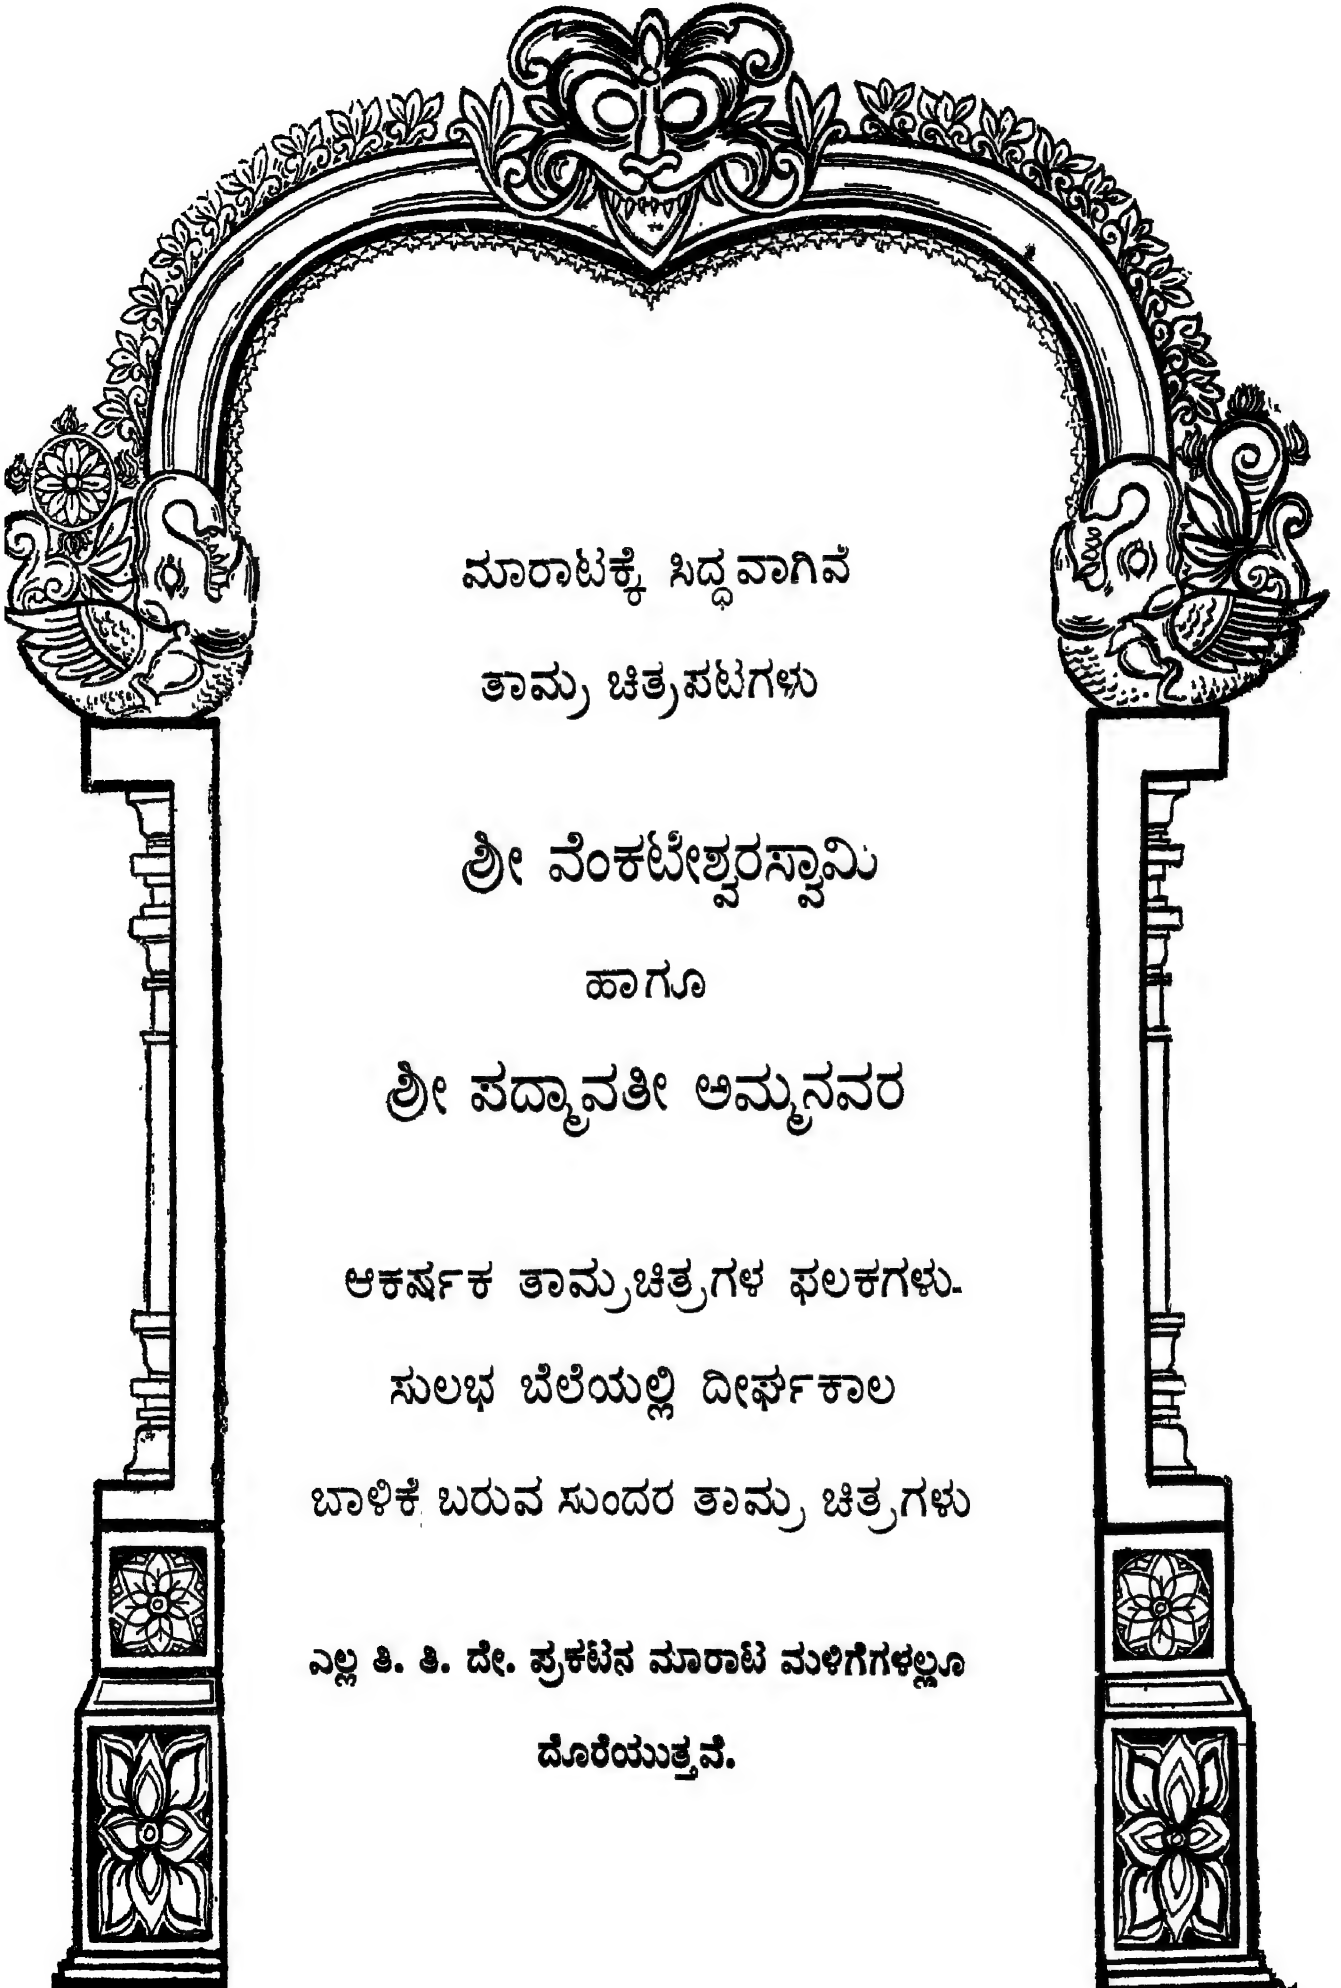 ಮಾರಾಟಕ್ಕೆ ಸಿದ್ಧವಾಗಿವೆ
ತಾಮ್ರ ಚಿತ್ರಪಟಗಳು
ಶ್ರೀ ವೆಂಕಟೇಶ್ವರಸ್ವಾಮಿ
ಹಾಗೂ
ಶ್ರೀ ಪದ್ಮಾವತೀ ಅಮ್ಮನವರ
ಆಕರ್ಷಕ ತಾಮ್ರಚಿತ್ರಗಳ ಫಲಕಗಳು-
ಸುಲಭ ಬೆಲೆಯಲ್ಲಿ ದೀರ್ಘಕಾಲ
ಬಾಳಿಕೆ ಬರುವ ಸುಂದರ ತಾಮ್ರ ಚಿತ್ರಗಳು
ಎಲ್ಲ ತಿ. ತಿ. ದೇ. ಪ್ರಕಟನ ಮಾರಾಟ ಮಳಿಗೆಗಳಲ್ಲೂ
ದೊರೆಯುತ್ತವೆ.